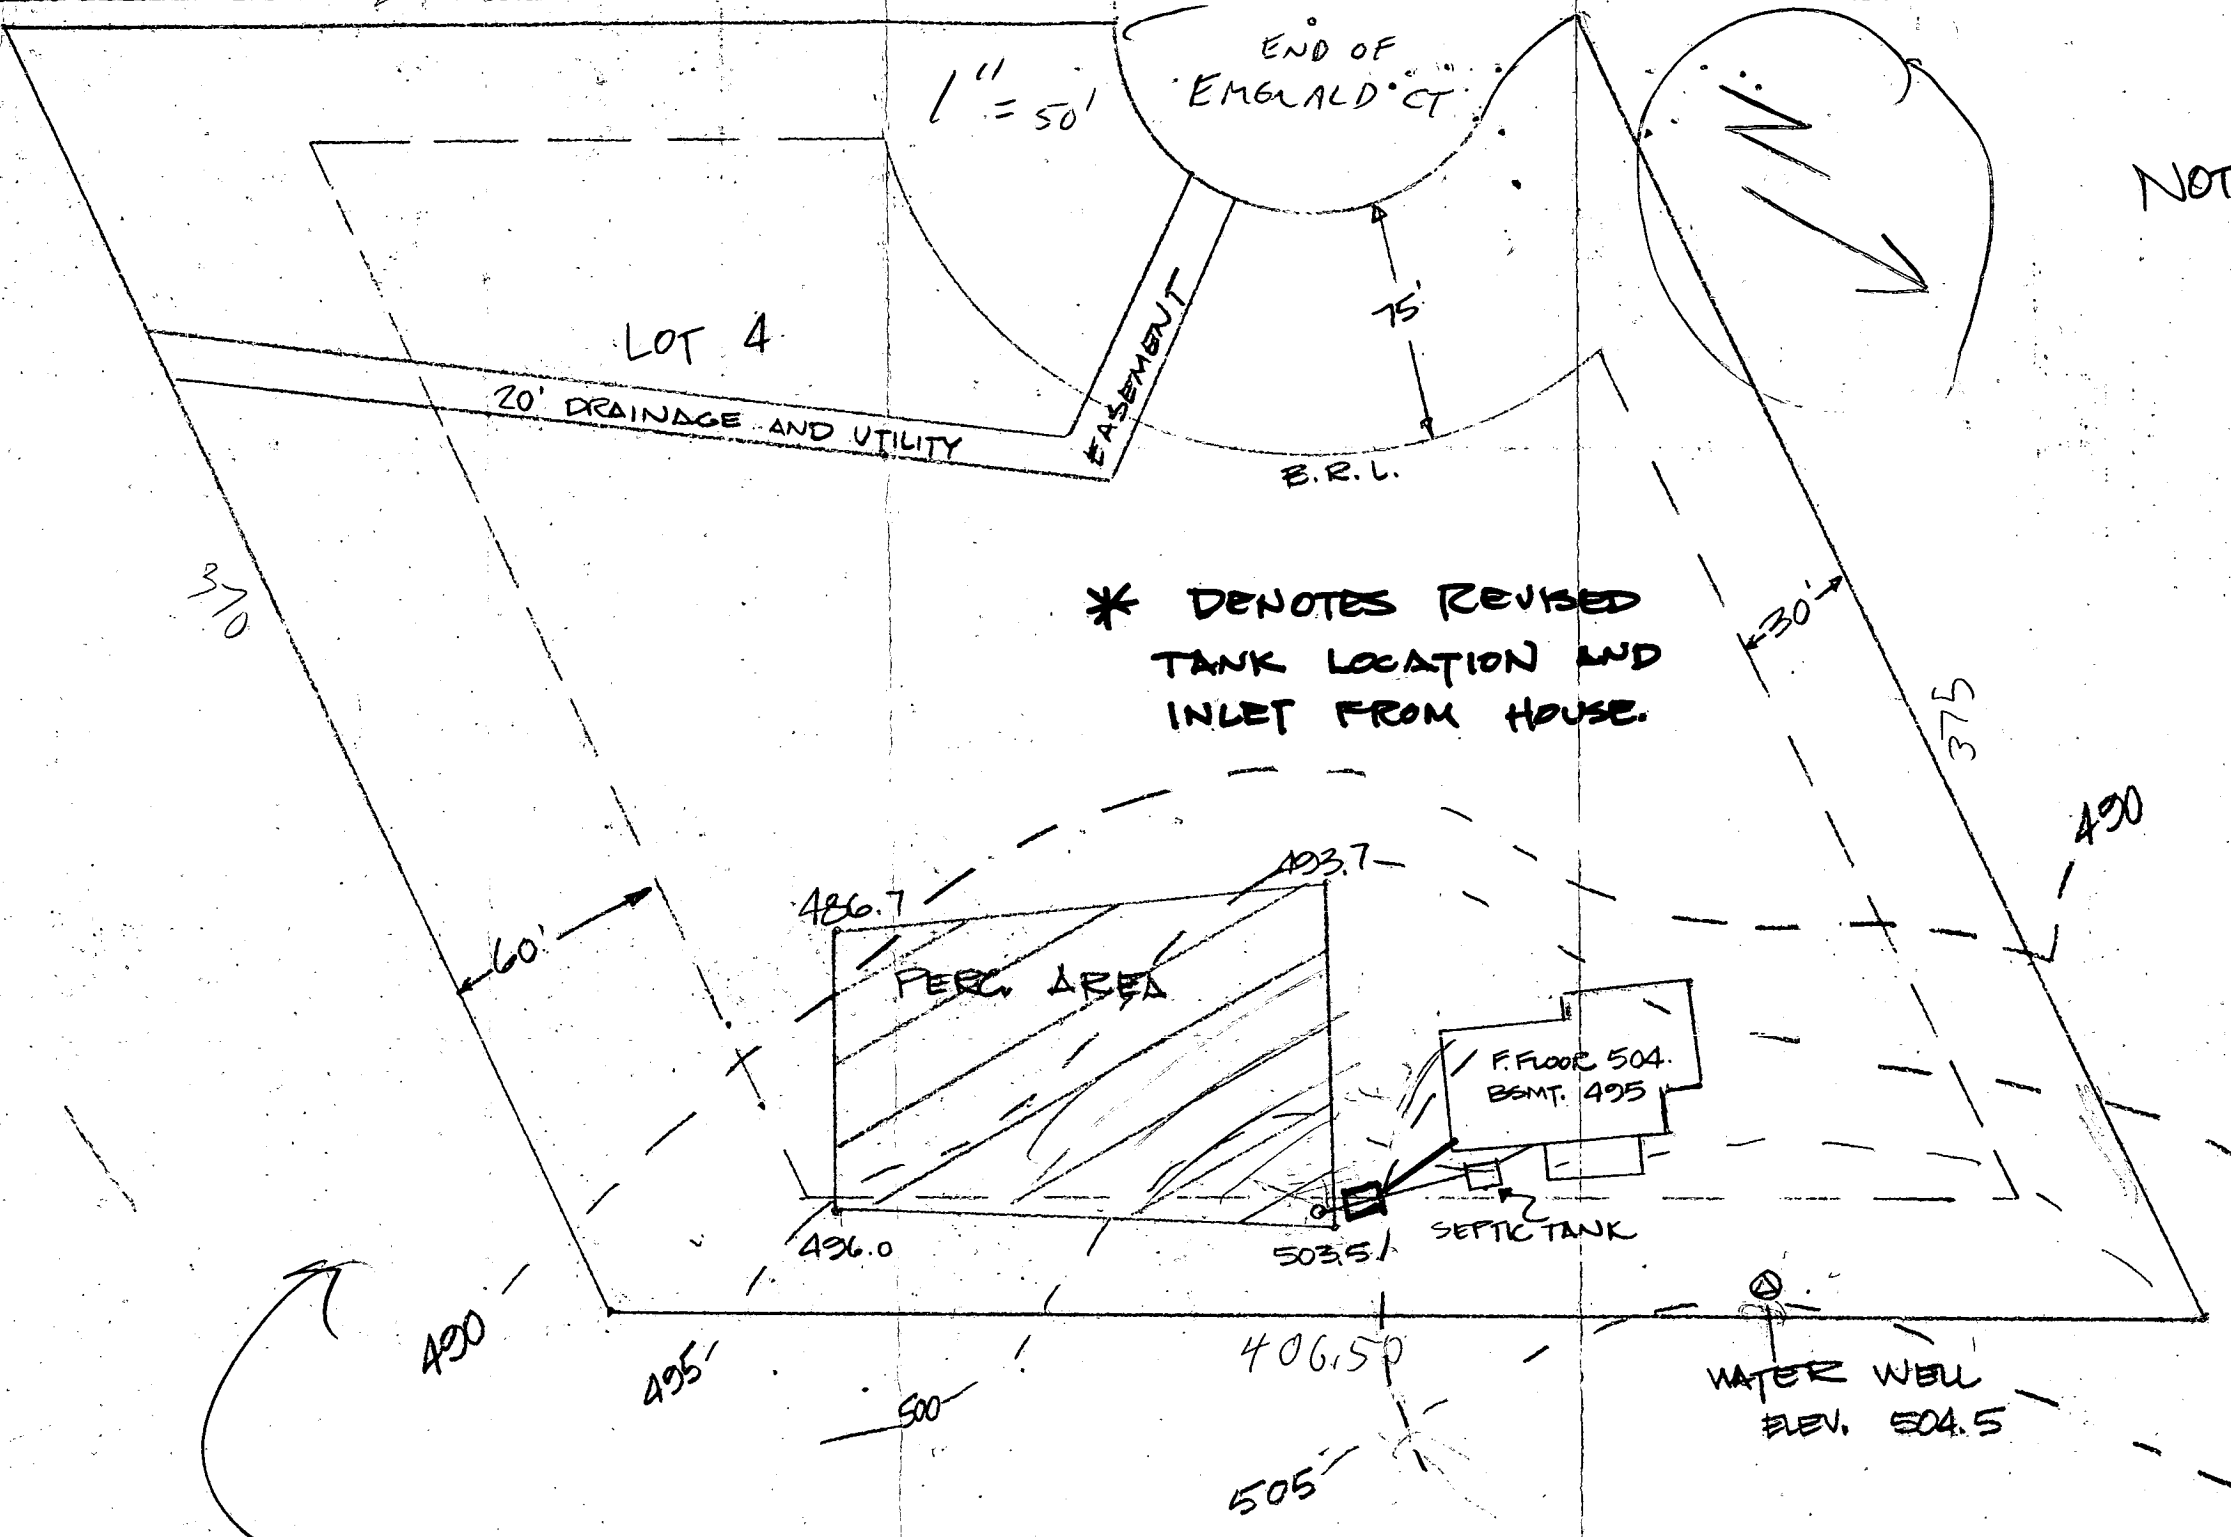 END OF
EMERALD CT
1" = 50'
N
NOT
75'
LOT 4
20' DRAINAGE AND UTILITY
EASEMENT
B.R.L.
370
* DENOTES REVISED
TANK LOCATION AND
INLET FROM HOUSE.
30'
375
490
486.7
493.7
60'
PERC. AREA
F.FLOOR 504.
BSMT. 495
496.0
503.5
SEPTIC TANK
490
495
406.50
500
505
WATER WELL
ELEV. 504.5